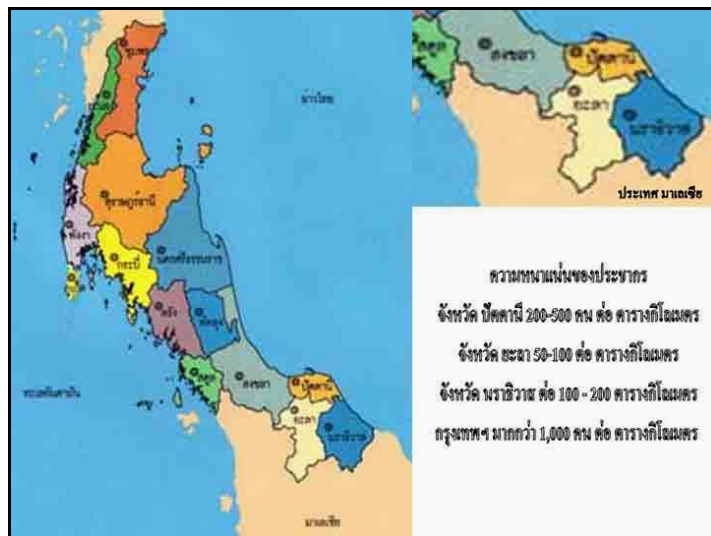 ชุมพร
ระนอง
อ่าวไทย
สุราษฎร์ธานี
พังงา
กระบี่
นครศรีธรรมราช
ตรัง
พัทลุง
สตูล
สงขลา
ปัตตานี
ยะลา
นราธิวาส
ทะเลอันดามัน
มาเลเซีย
สตูล
สงขลา
ปัตตานี
ยะลา
นราธิวาส
ประเทศ มาเลเซีย
ความหนาแน่นของประชากร
จังหวัด ปัตตานี 200-500 คน ต่อ ตารางกิโลเมตร
จังหวัด ยะลา 50-100 ต่อ ตารางกิโลเมตร
จังหวัด นราธิวาส ต่อ 100 - 200 ตารางกิโลเมตร
กรุงเทพฯ มากกว่า 1,000 คน ต่อ ตารางกิโลเมตร